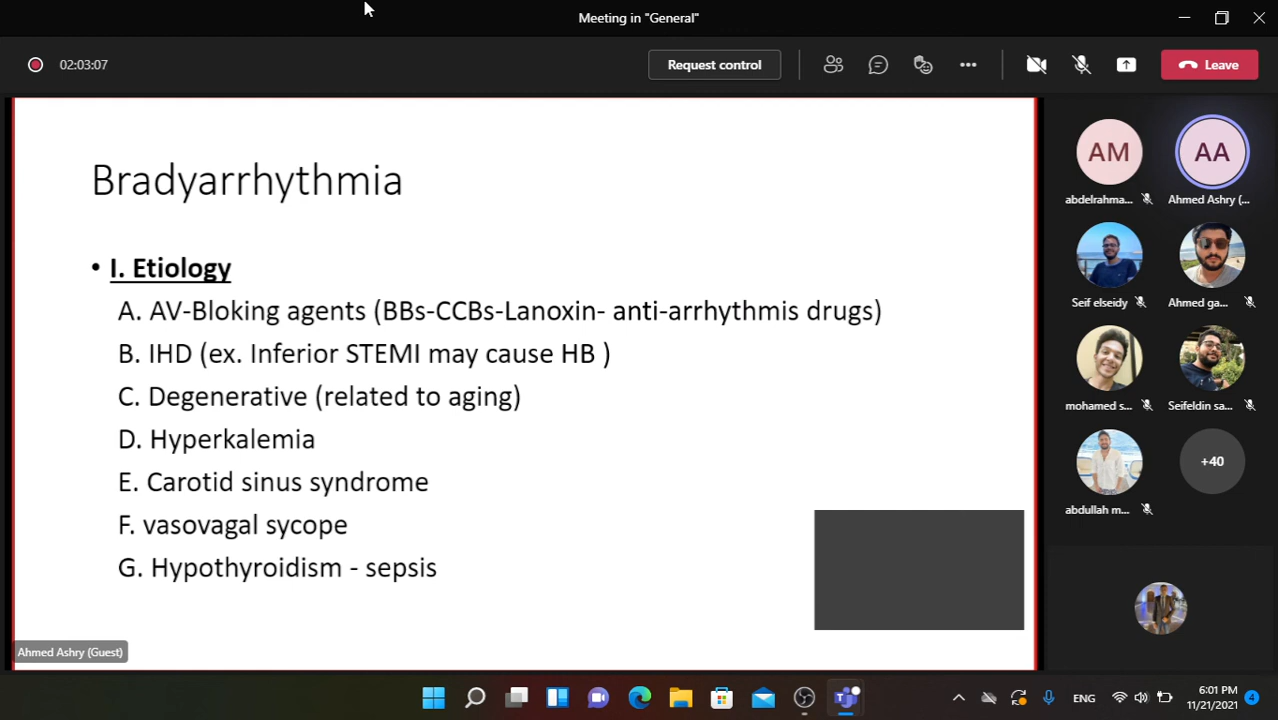 Meeting in "General"
02:03:07
Request control
Leave
Bradyarrhythmia
• I. Etiology
A. AV-Bloking agents (BBs-CCBs-Lanoxin- anti-arrhythmis drugs)
B. IHD (ex. Inferior STEMI may cause HB )
C. Degenerative (related to aging)
D. Hyperkalemia
E. Carotid sinus syndrome
F. vasovagal sycope
G. Hypothyroidism - sepsis
Ahmed Ashry (Guest)
AM
AA
abdelrahma...
Ahmed Ashry (...
Seif elseidy
Ahmed ga...
mohamed s...
Seifeldin sa...
+40
abdullah m...
ENG
6:01 PM
11/21/2021
4